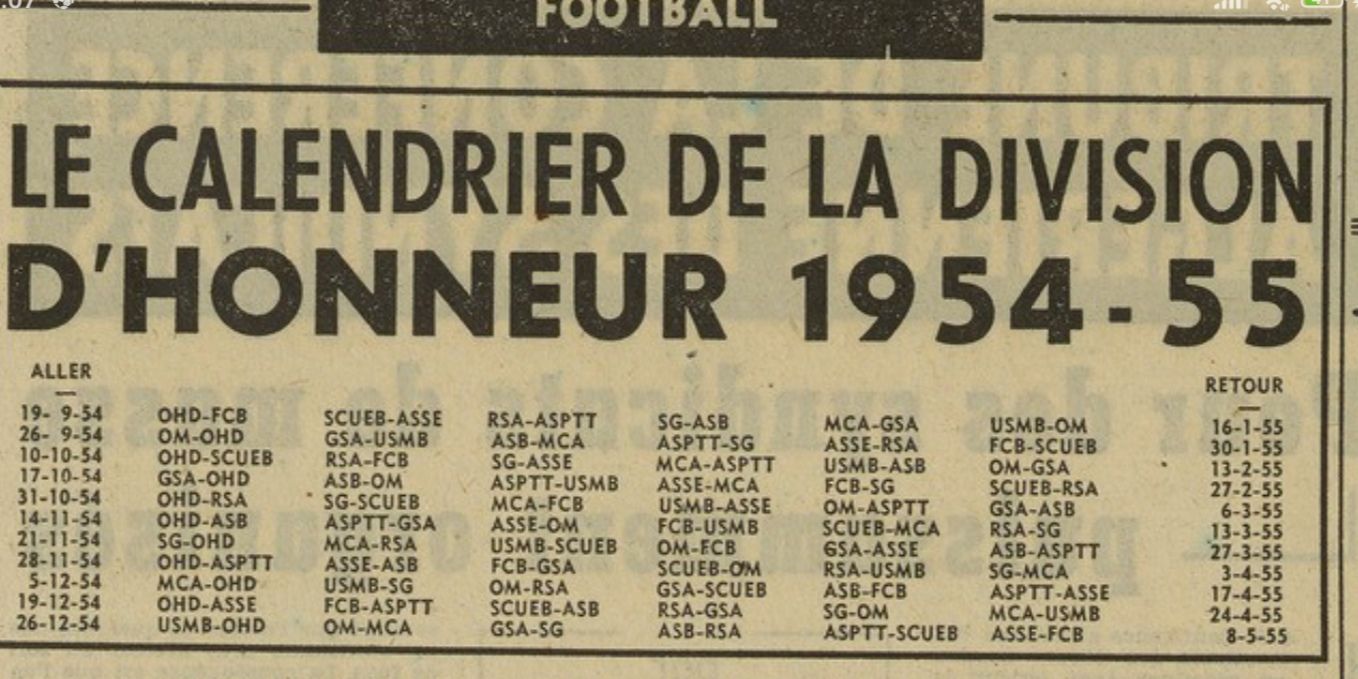 FOOTBALL
LE CALENDRIER DE LA DIVISION
D'HONNEUR 1954-55
ALLER RETOUR
19- 9-54 OHD-FCB SCUEB-ASSE RSA-ASPTT SG-ASB MCA-GSA USMB-OM 16-1-55
26- 9-54 OM-OHD GSA-USMB ASB-MCA ASPTT-SG ASSE-RSA FCB-SCUEB 30-1-55
10-10-54 OHD-SCUEB RSA-FCB SG-ASSE MCA-ASPTT USMB-ASB OM-GSA 13-2-55
17-10-54 GSA-OHD ASB-OM ASPTT-USMB ASSE-MCA FCB-SG SCUEB-RSA 27-2-55
31-10-54 OHD-RSA SG-SCUEB MCA-FCB USMB-ASSE OM-ASPTT GSA-ASB 6-3-55
14-11-54 OHD-ASB ASPTT-GSA ASSE-OM FCB-USMB SCUEB-MCA RSA-SG 13-3-55
21-11-54 SG-OHD MCA-RSA USMB-SCUEB OM-FCB GSA-ASSE ASB-ASPTT 27-3-55
28-11-54 OHD-ASPTT ASSE-ASB FCB-GSA SCUEB-OM RSA-USMB SG-MCA 3-4-55
5-12-54 MCA-OHD USMB-SG OM-RSA GSA-SCUEB ASB-FCB ASPTT-ASSE 17-4-55
19-12-54 OHD-ASSE FCB-ASPTT SCUEB-ASB RSA-GSA SG-OM MCA-USMB 24-4-55
26-12-54 USMB-OHD OM-MCA GSA-SG ASB-RSA ASPTT-SCUEB ASSE-FCB 8-5-55